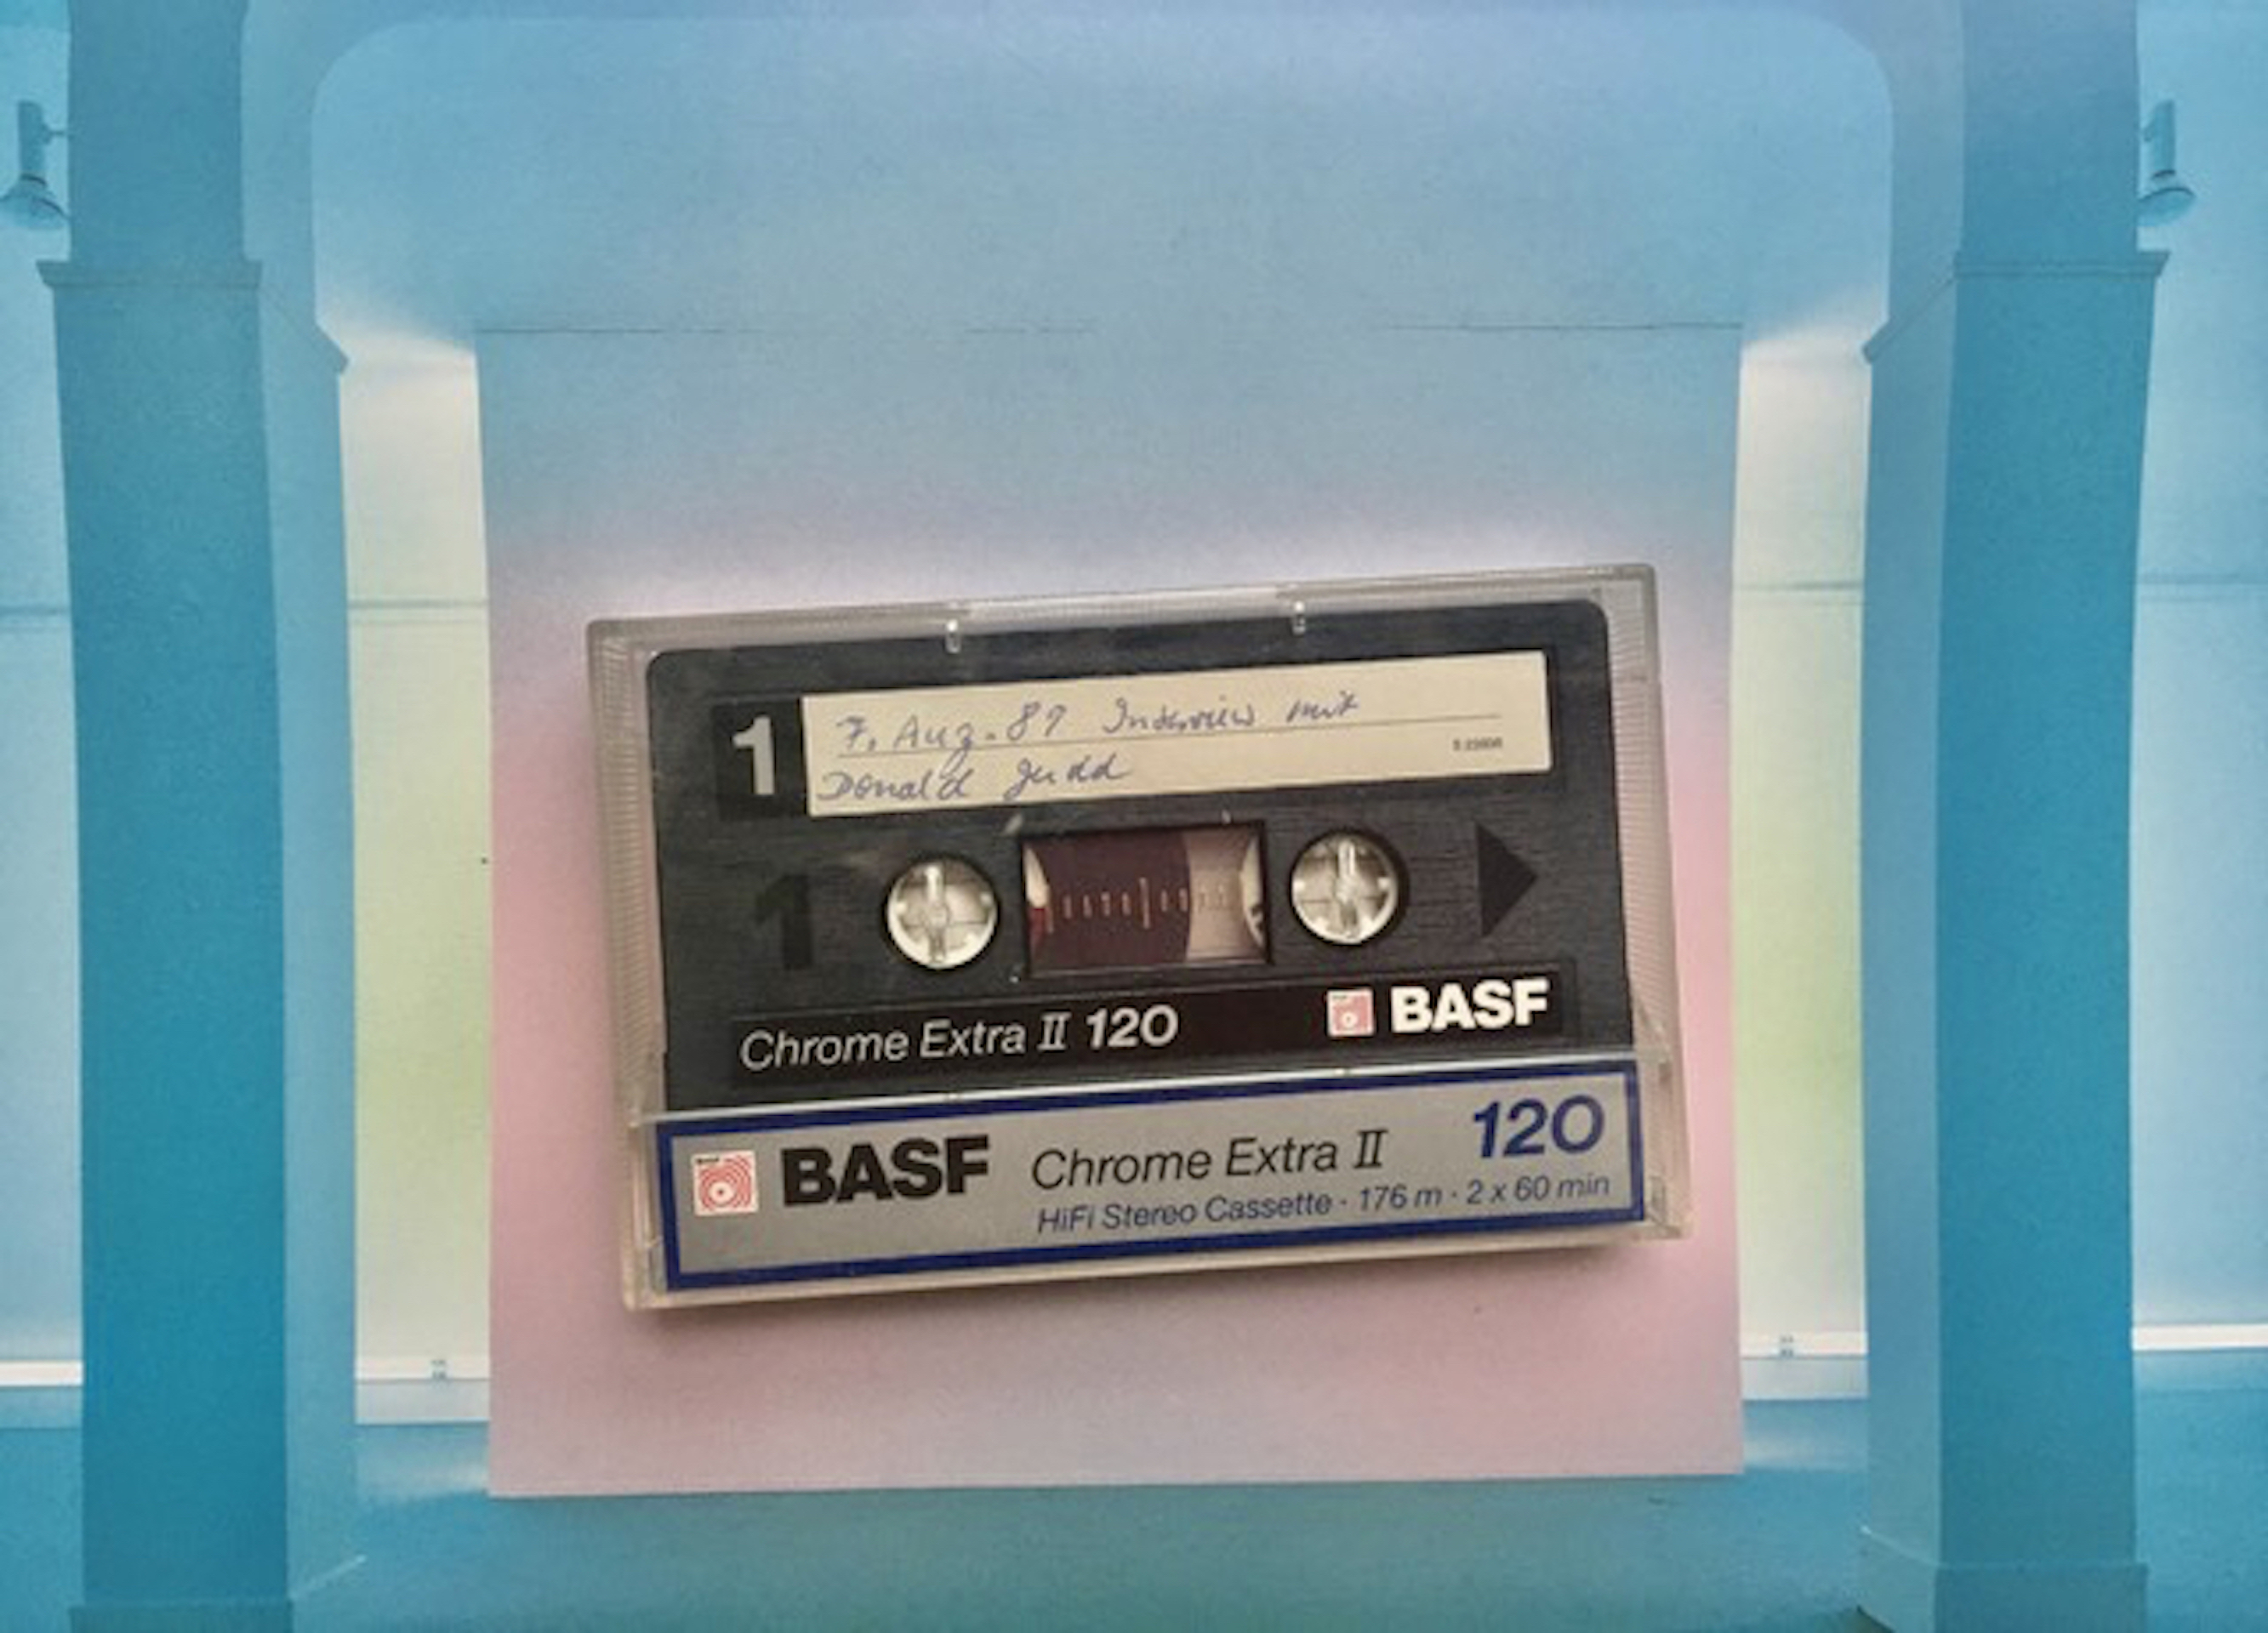 1
7. Aug. 89 Interview mit
Donald Judd
1
Chrome Extra II 120
BASF
BASF Chrome Extra II 120
HiFi Stereo Cassette · 176 m · 2 x 60 min